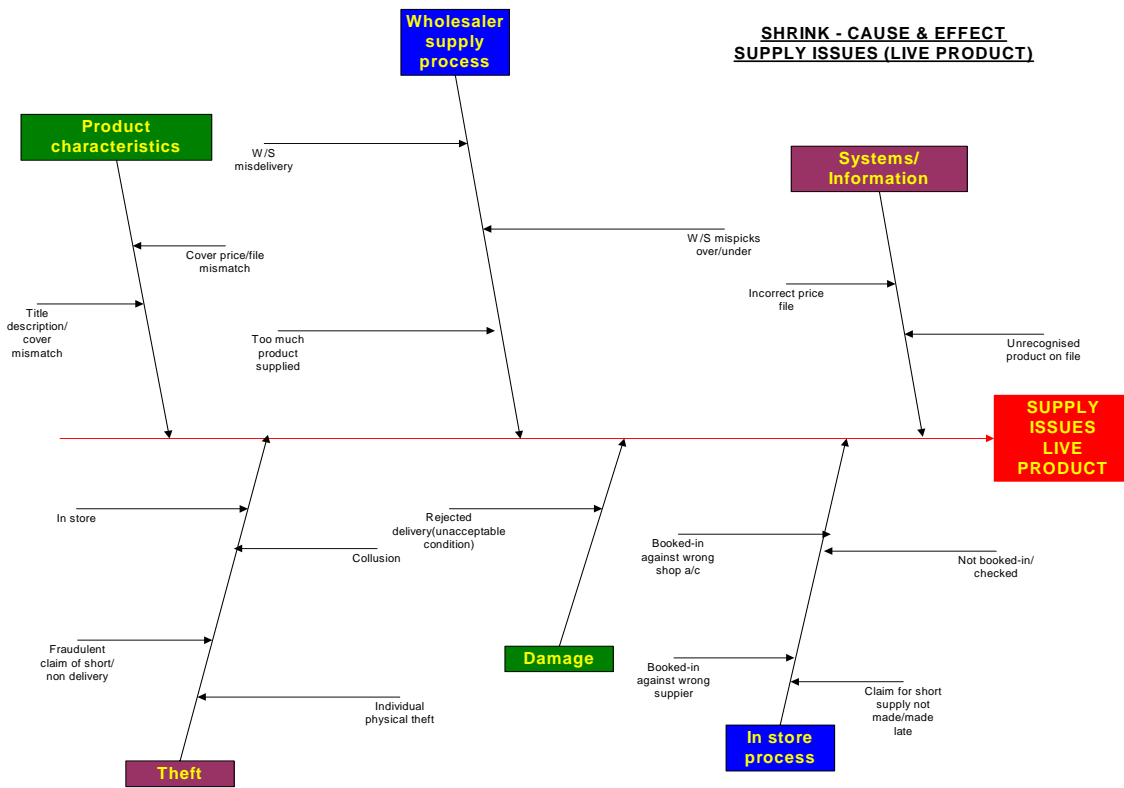 SHRINK - CAUSE & EFFECT
SUPPLY ISSUES (LIVE PRODUCT)
Wholesaler
supply
process
Product
characteristics
Systems/
Information
W/S
misdelivery
W/S mispicks
over/under
Cover price/file
mismatch
Title
description/
cover
mismatch
Too much
product
supplied
Incorrect price
file
Unrecognised
product on file
SUPPLY
ISSUES
LIVE
PRODUCT
In store
Collusion
Fraudulent
claim of short/
non delivery
Individual
physical theft
Theft
Rejected
delivery(unacceptable
condition)
Damage
Booked-in
against wrong
shop a/c
Not booked-in/
checked
Booked-in
against wrong
suppier
Claim for short
supply not
made/made
late
In store
process